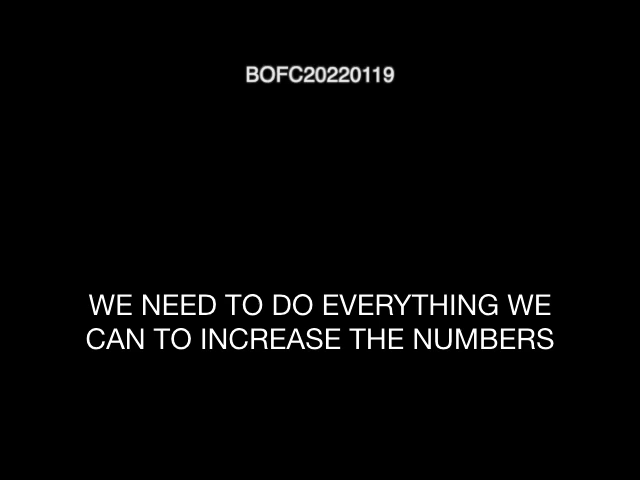 BOFC20220119
WE NEED TO DO EVERYTHING WE
CAN TO INCREASE THE NUMBERS